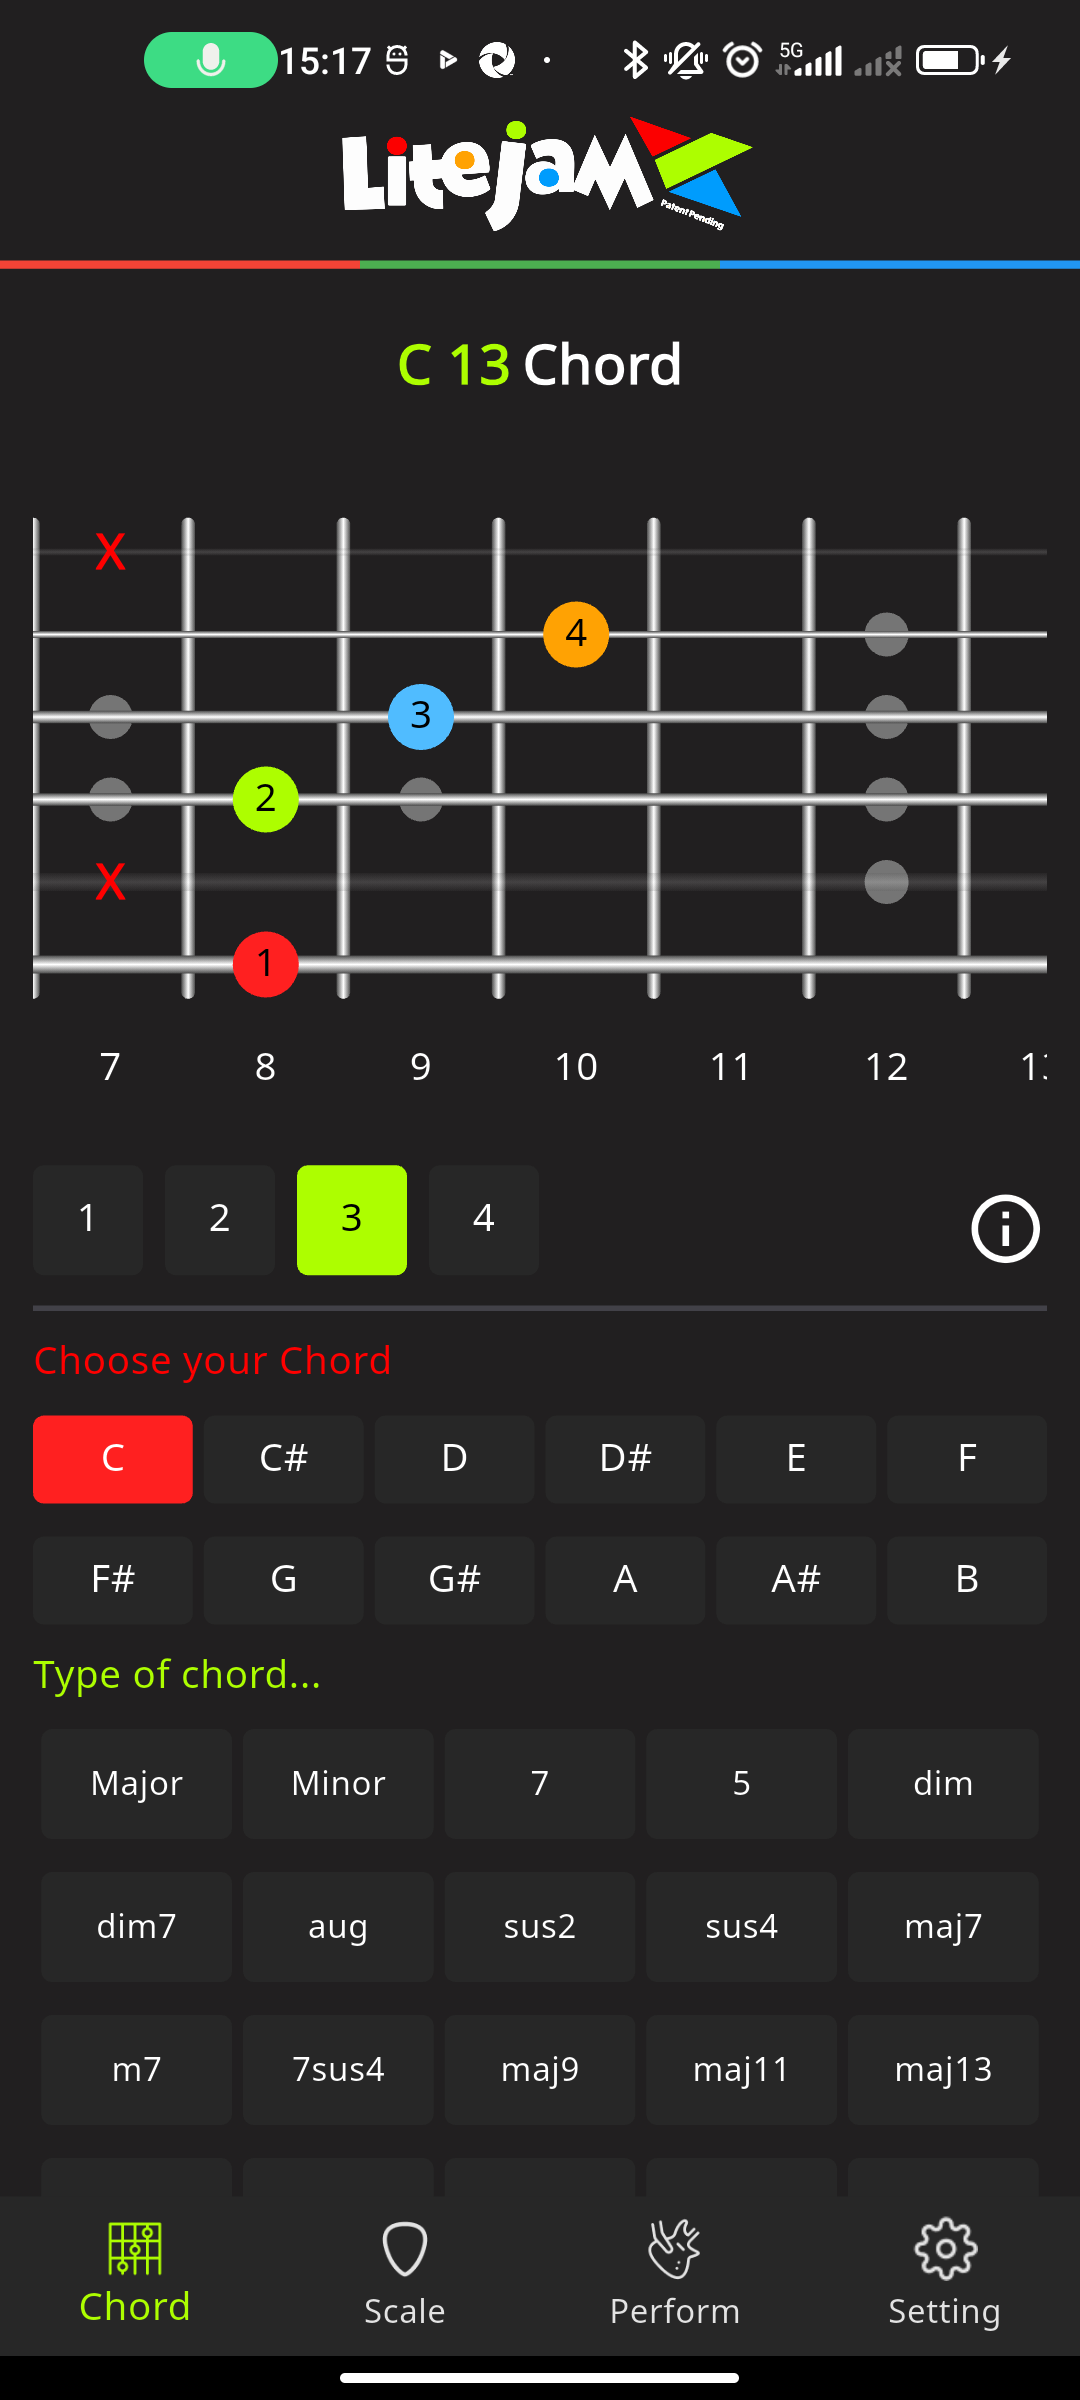 15:17 5G
Litejam
Patent Pending
C 13 Chord
X
4
3
2
X
1
7 8 9 10 11 12
1 2 3 4
Choose your Chord
C C# D D# E F
F# G G# A A# B
Type of chord...
Major Minor 7 5 dim
dim7 aug sus2 sus4 maj7
m7 7sus4 maj9 maj11 maj13
Chord Scale Perform Setting